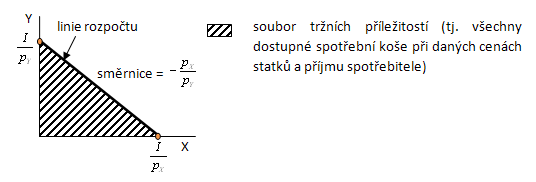 Y
linie rozpočtu
I
p_Y
směrnice = − p_X / p_Y
I
p_X
X
soubor tržních příležitostí (tj. všechny
dostupné spotřební koše při daných cenách
statků a příjmu spotřebitele)